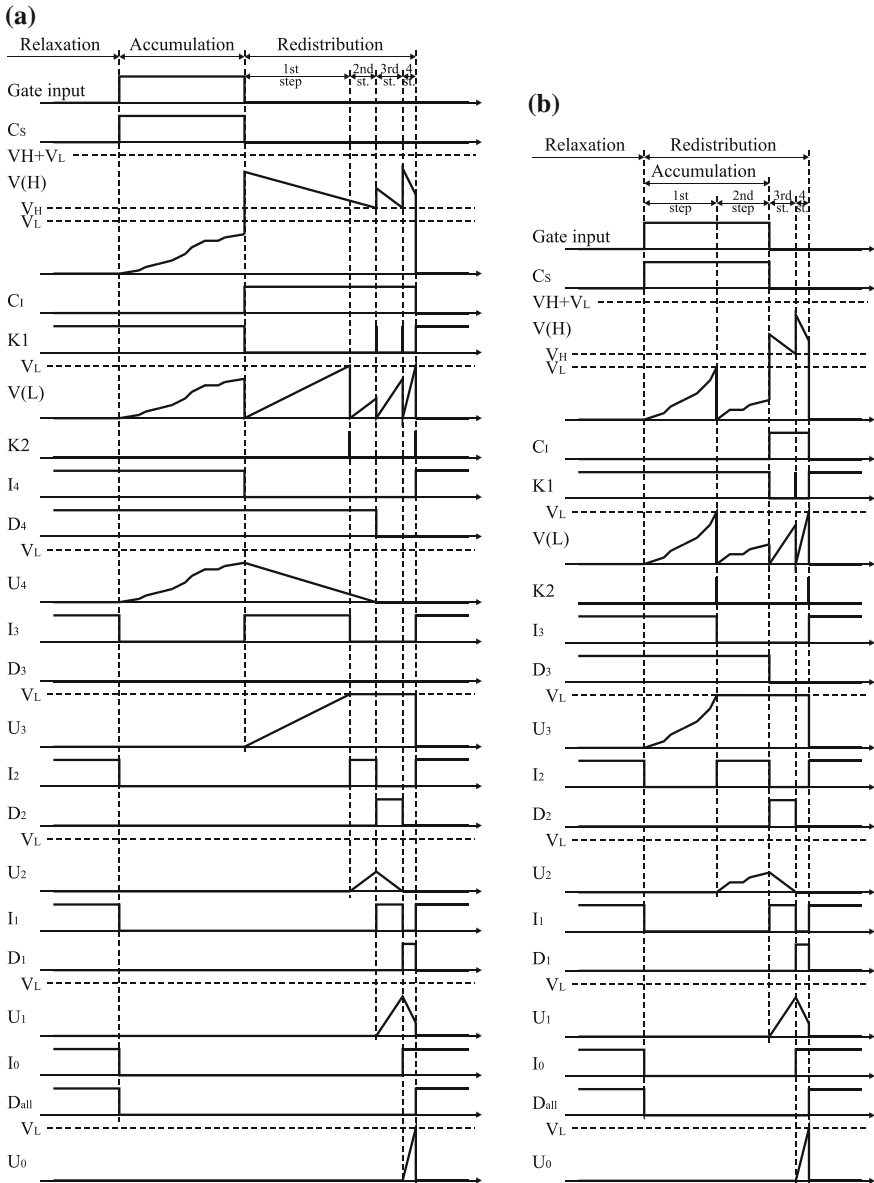 (a)
Relaxation Accumulation Redistribution
1st step 2nd st. 3rd st. 4 st.
Gate input
CS
VH+VL
V(H)
VH
VL
CI
K1
VL
V(L)
K2
I4
D4
VL
U4
I3
D3
VL
U3
I2
D2
VL
U2
I1
D1
VL
U1
I0
Dall
VL
U0
(b)
Relaxation Redistribution
Accumulation
1st step 2nd step 3rd st. 4 st.
Gate input
CS
VH+VL
V(H)
VH
VL
CI
K1
VL
V(L)
K2
I3
D3
VL
U3
I2
D2
VL
U2
I1
D1
VL
U1
I0
Dall
VL
U0